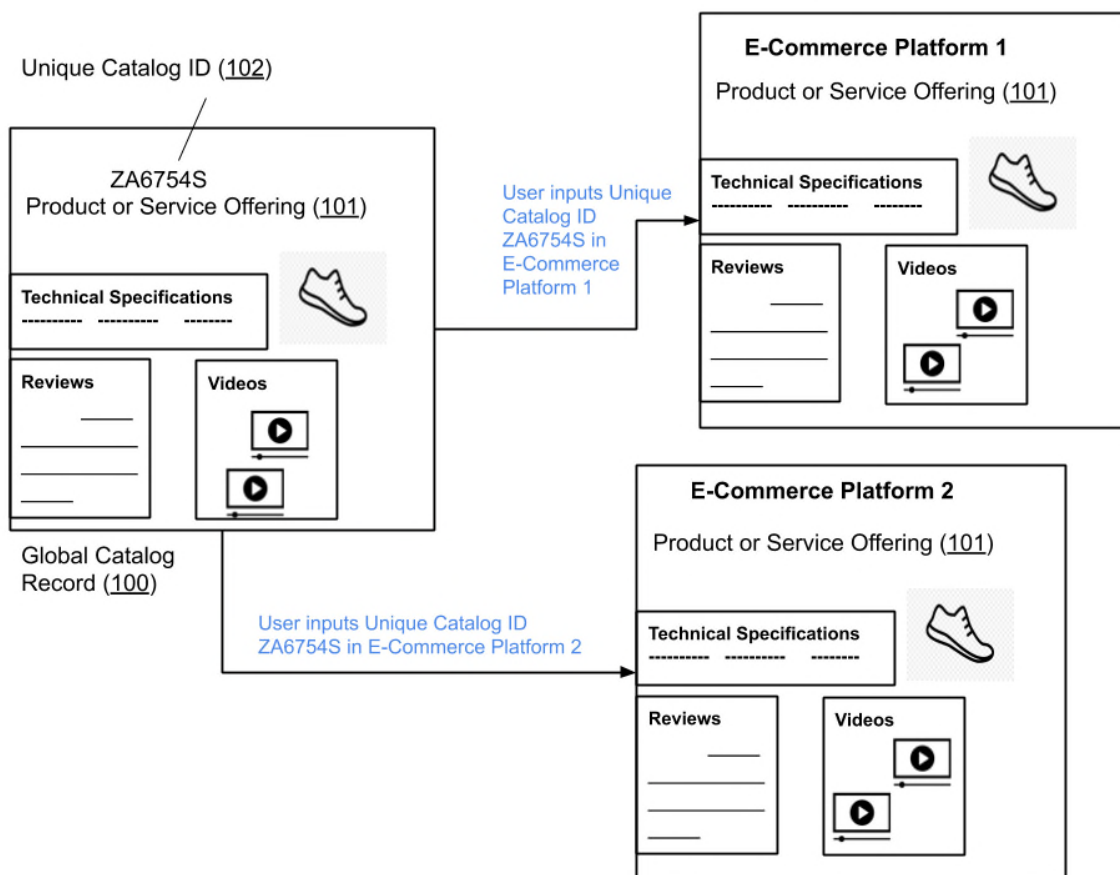 Unique Catalog ID (102)
ZA6754S
Product or Service Offering (101)
Technical Specifications
Reviews
Videos
Global Catalog
Record (100)
User inputs Unique
Catalog ID
ZA6754S in
E-Commerce
Platform 1
E-Commerce Platform 1
Product or Service Offering (101)
Technical Specifications
Reviews
Videos
User inputs Unique Catalog ID
ZA6754S in E-Commerce Platform 2
E-Commerce Platform 2
Product or Service Offering (101)
Technical Specifications
Reviews
Videos